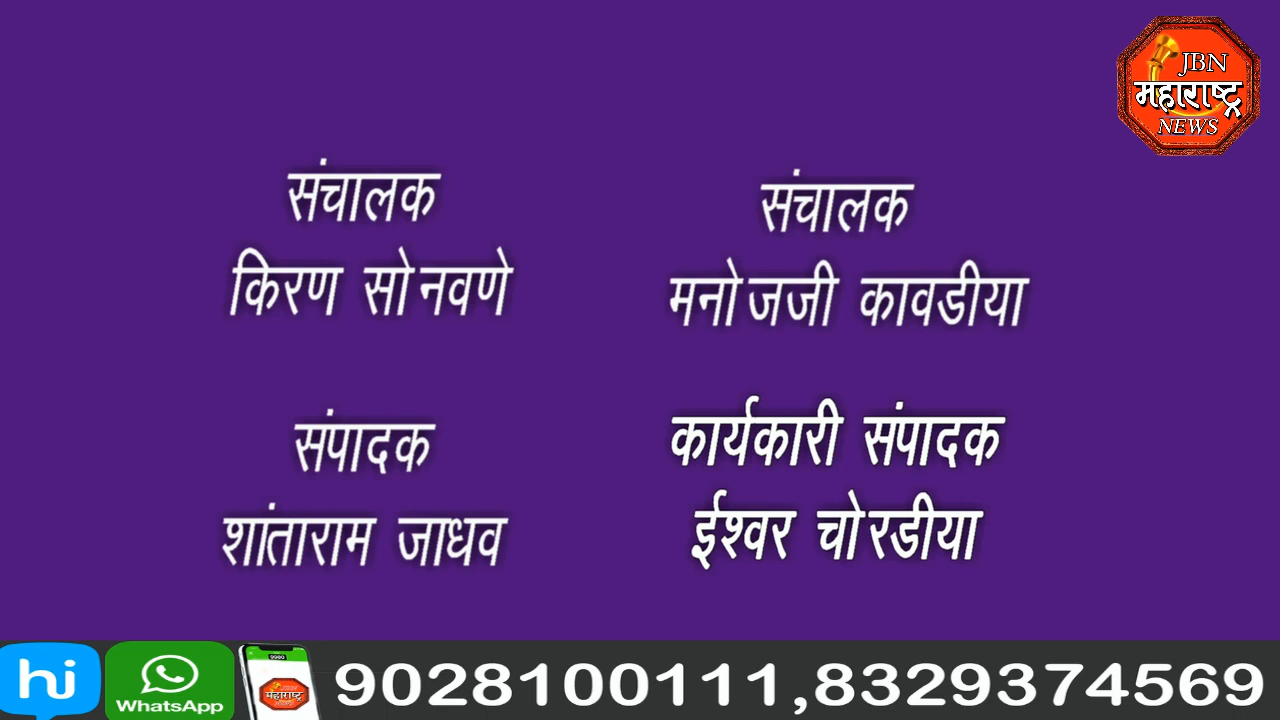 JBN
महाराष्ट्र
NEWS
संचालक
किरण सोनवणे
संचालक
मनोजजी कावडीया
संपादक
शांताराम जाधव
कार्यकारी संपादक
ईश्वर चोरडीया
hi
WhatsApp
महाराष्ट्र
9028100111,8329374569